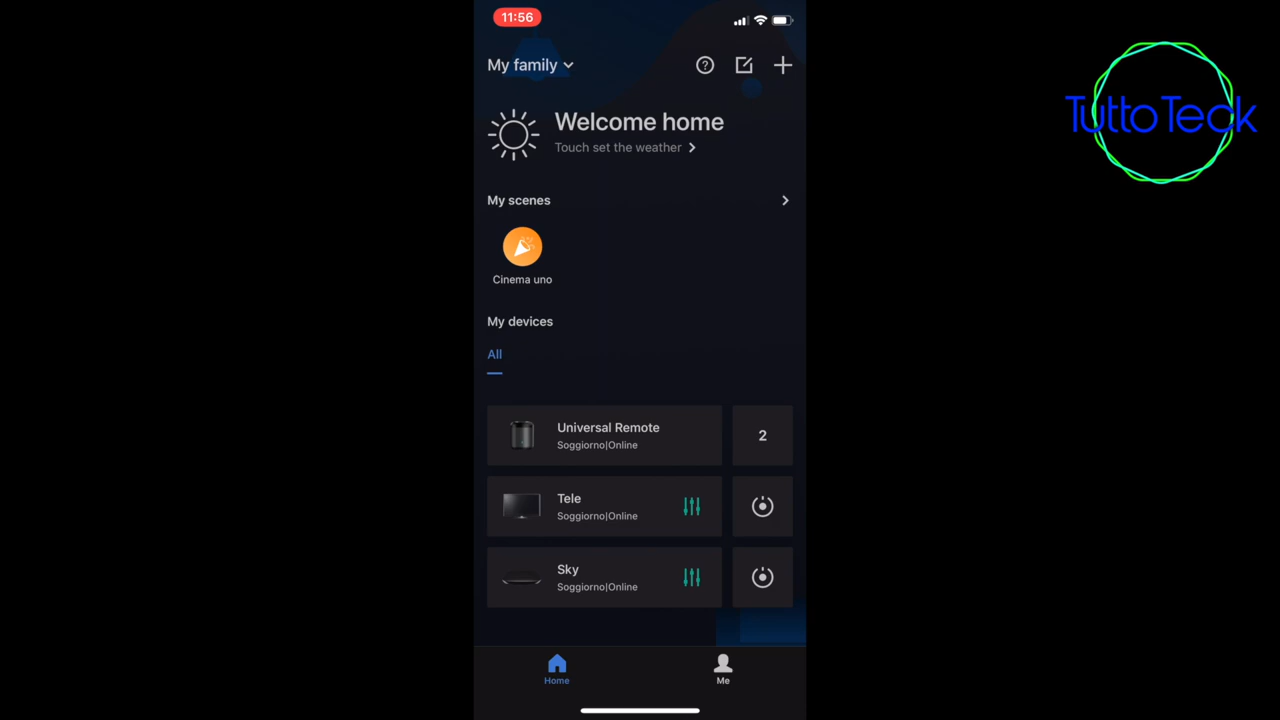 11:56
My family
Welcome home
Touch set the weather
My scenes
Cinema uno
My devices
All
Universal Remote
Soggiorno|Online
2
Tele
Soggiorno|Online
Sky
Soggiorno|Online
Home
Me
TuttoTeck